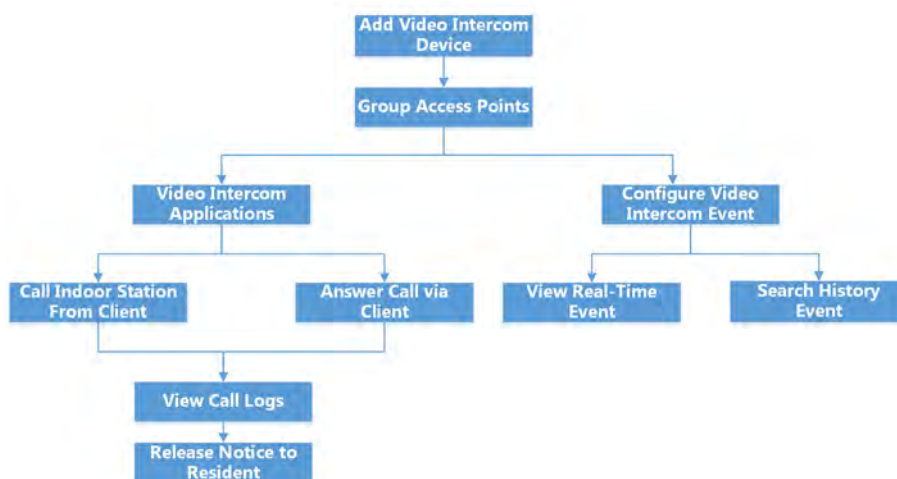 Add Video Intercom
Device
Group Access Points
Video Intercom
Applications
Configure Video
Intercom Event
Call Indoor Station
From Client
Answer Call via
Client
View Real-Time
Event
Search History
Event
View Call Logs
Release Notice to
Resident